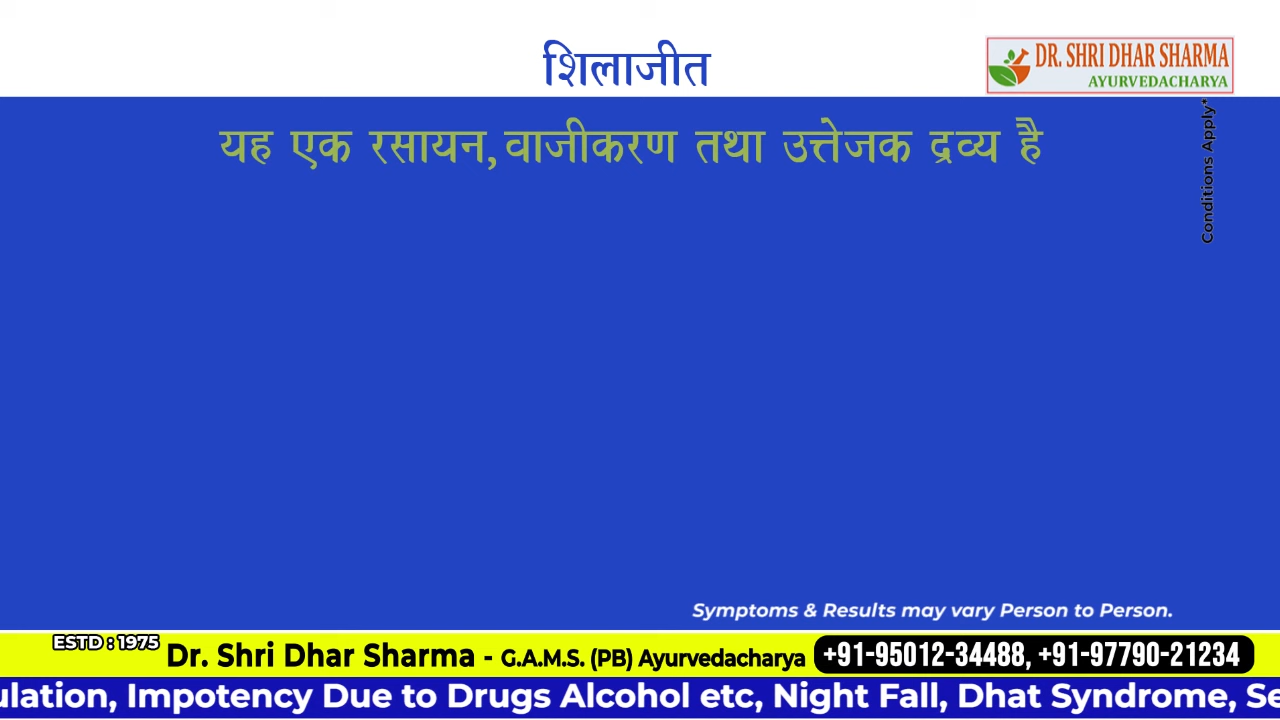 शिलाजीत
DR. SHRI DHAR SHARMA
AYURVEDACHARYA
Conditions Apply*
यह एक रसायन, वाजीकरण तथा उत्तेजक द्रव्य है
Symptoms & Results may vary Person to Person.
ESTD : 1975
Dr. Shri Dhar Sharma - G.A.M.S. (PB) Ayurvedacharya +91-95012-34488, +91-97790-21234
Impotency Due to Drugs Alcohol etc, Night Fall, Dhat Syndrome,